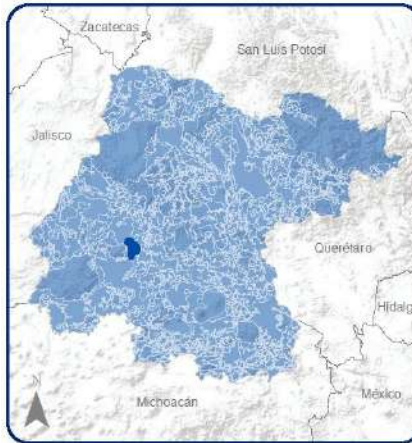 Zacatecas
San Luis Potosí
Jalisco
Querétaro
Hidalg
Michoacán
México
N